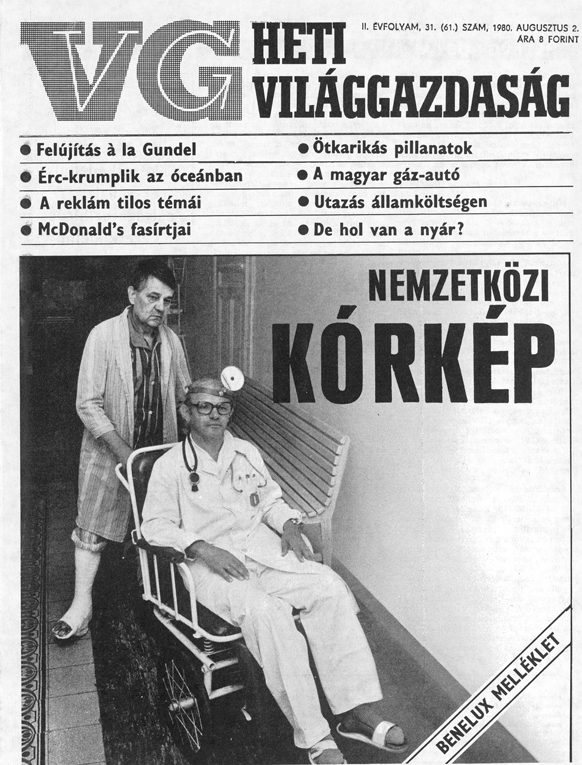 II. ÉVFOLYAM, 31. (61.) SZÁM, 1980. AUGUSZTUS 2.
ÁRA 8 FORINT
VG
HETI
VILÁGGAZDASÁG
● Felújítás à la Gundel
● Érc-krumplik az óceánban
● A reklám tilos témái
● McDonald's fasírtjai
● Ötkarikás pillanatok
● A magyar gáz-autó
● Utazás államköltségen
● De hol van a nyár?
NEMZETKÖZI
KÓRKÉP
BENELUX MELLÉKLET